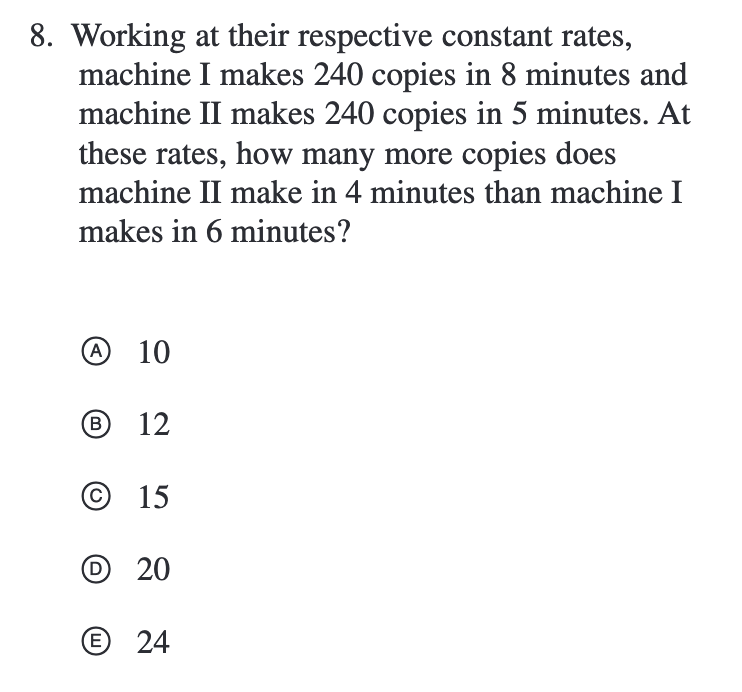 8. Working at their respective constant rates,
machine I makes 240 copies in 8 minutes and
machine II makes 240 copies in 5 minutes. At
these rates, how many more copies does
machine II make in 4 minutes than machine I
makes in 6 minutes?
Ⓐ 10
Ⓑ 12
Ⓒ 15
Ⓓ 20
Ⓔ 24